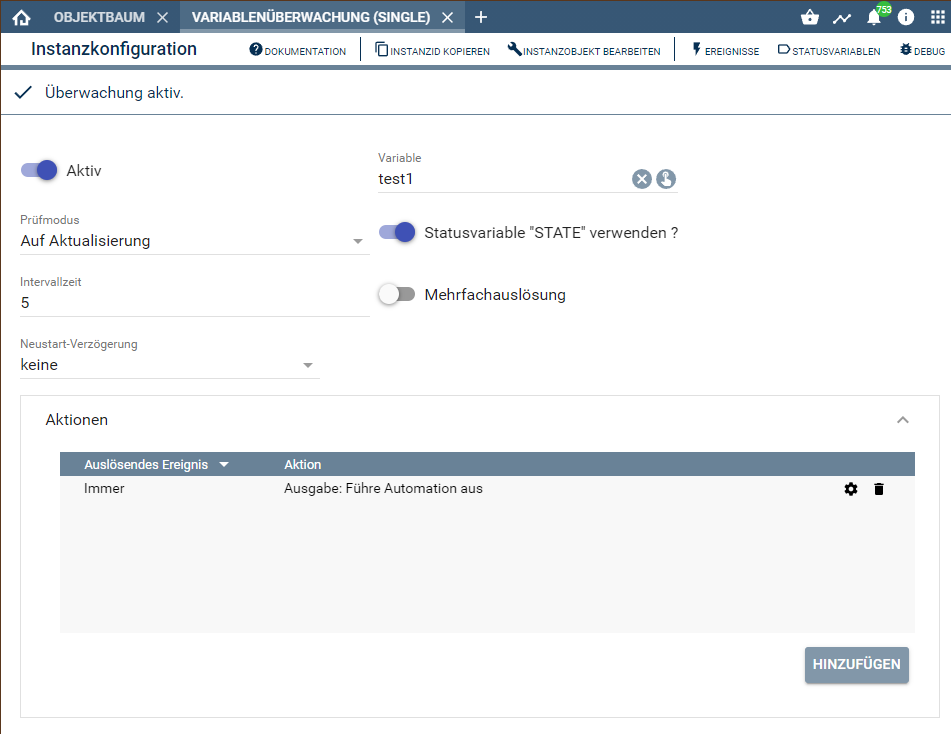 OBJEKTBAUM VARIABLENÜBERWACHUNG (SINGLE) 753
Instanzkonfiguration DOKUMENTATION INSTANZID KOPIEREN INSTANZOBJEKT BEARBEITEN EREIGNISSE STATUSVARIABLEN DEBUG
Überwachung aktiv.
Variable
Aktiv test1
Prüfmodus
Auf Aktualisierung Statusvariable "STATE" verwenden ?
Intervallzeit
5 Mehrfachauslösung
Neustart-Verzögerung
keine
Aktionen
Auslösendes Ereignis Aktion
Immer Ausgabe: Führe Automation aus
HINZUFÜGEN